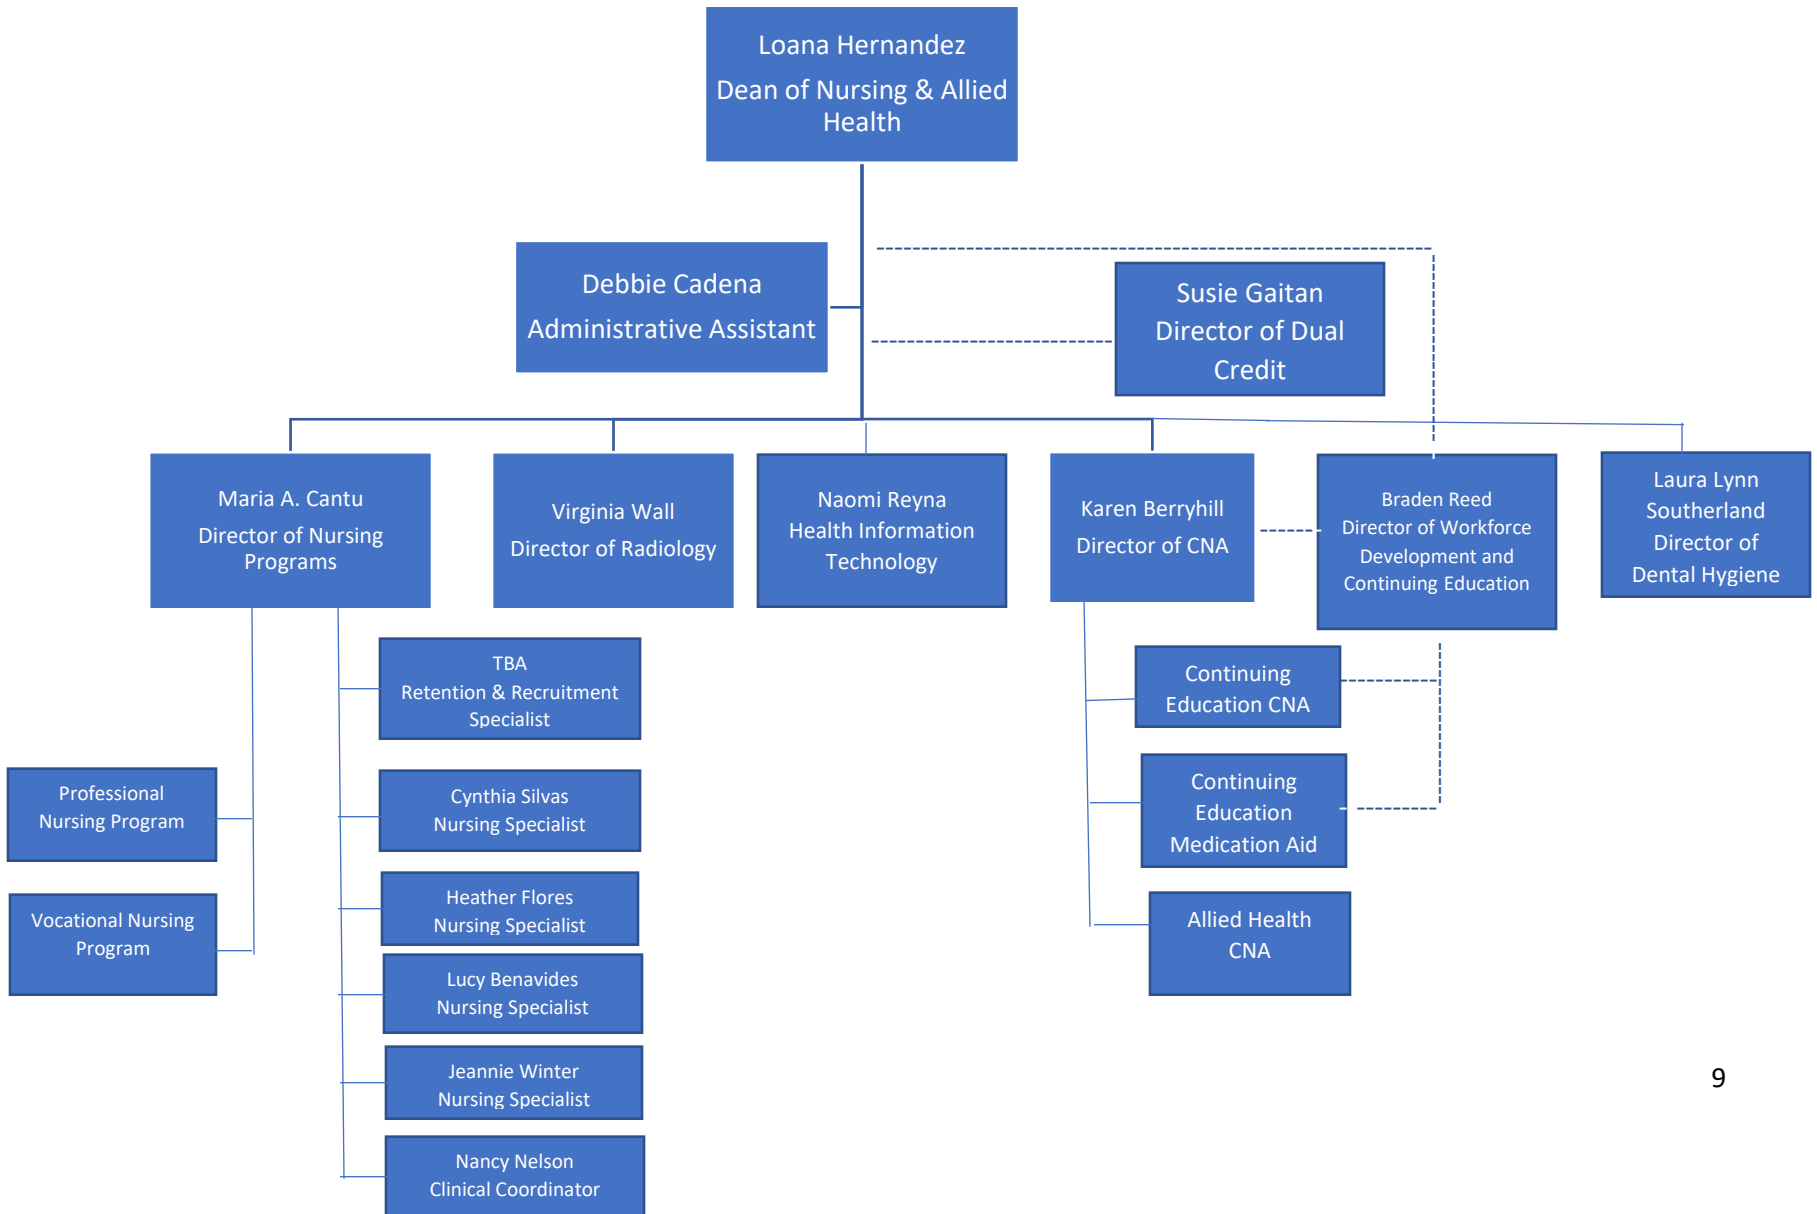 Loana Hernandez
Dean of Nursing & Allied
Health
Debbie Cadena
Administrative Assistant
Susie Gaitan
Director of Dual
Credit
Maria A. Cantu
Director of Nursing
Programs
Virginia Wall
Director of Radiology
Naomi Reyna
Health Information
Technology
Karen Berryhill
Director of CNA
Braden Reed
Director of Workforce
Development and
Continuing Education
Laura Lynn
Southerland
Director of
Dental Hygiene
TBA
Retention & Recruitment
Specialist
Cynthia Silvas
Nursing Specialist
Heather Flores
Nursing Specialist
Lucy Benavides
Nursing Specialist
Jeannie Winter
Nursing Specialist
Nancy Nelson
Clinical Coordinator
Professional
Nursing Program
Vocational Nursing
Program
Continuing
Education CNA
Continuing
Education
Medication Aid
Allied Health
CNA
9